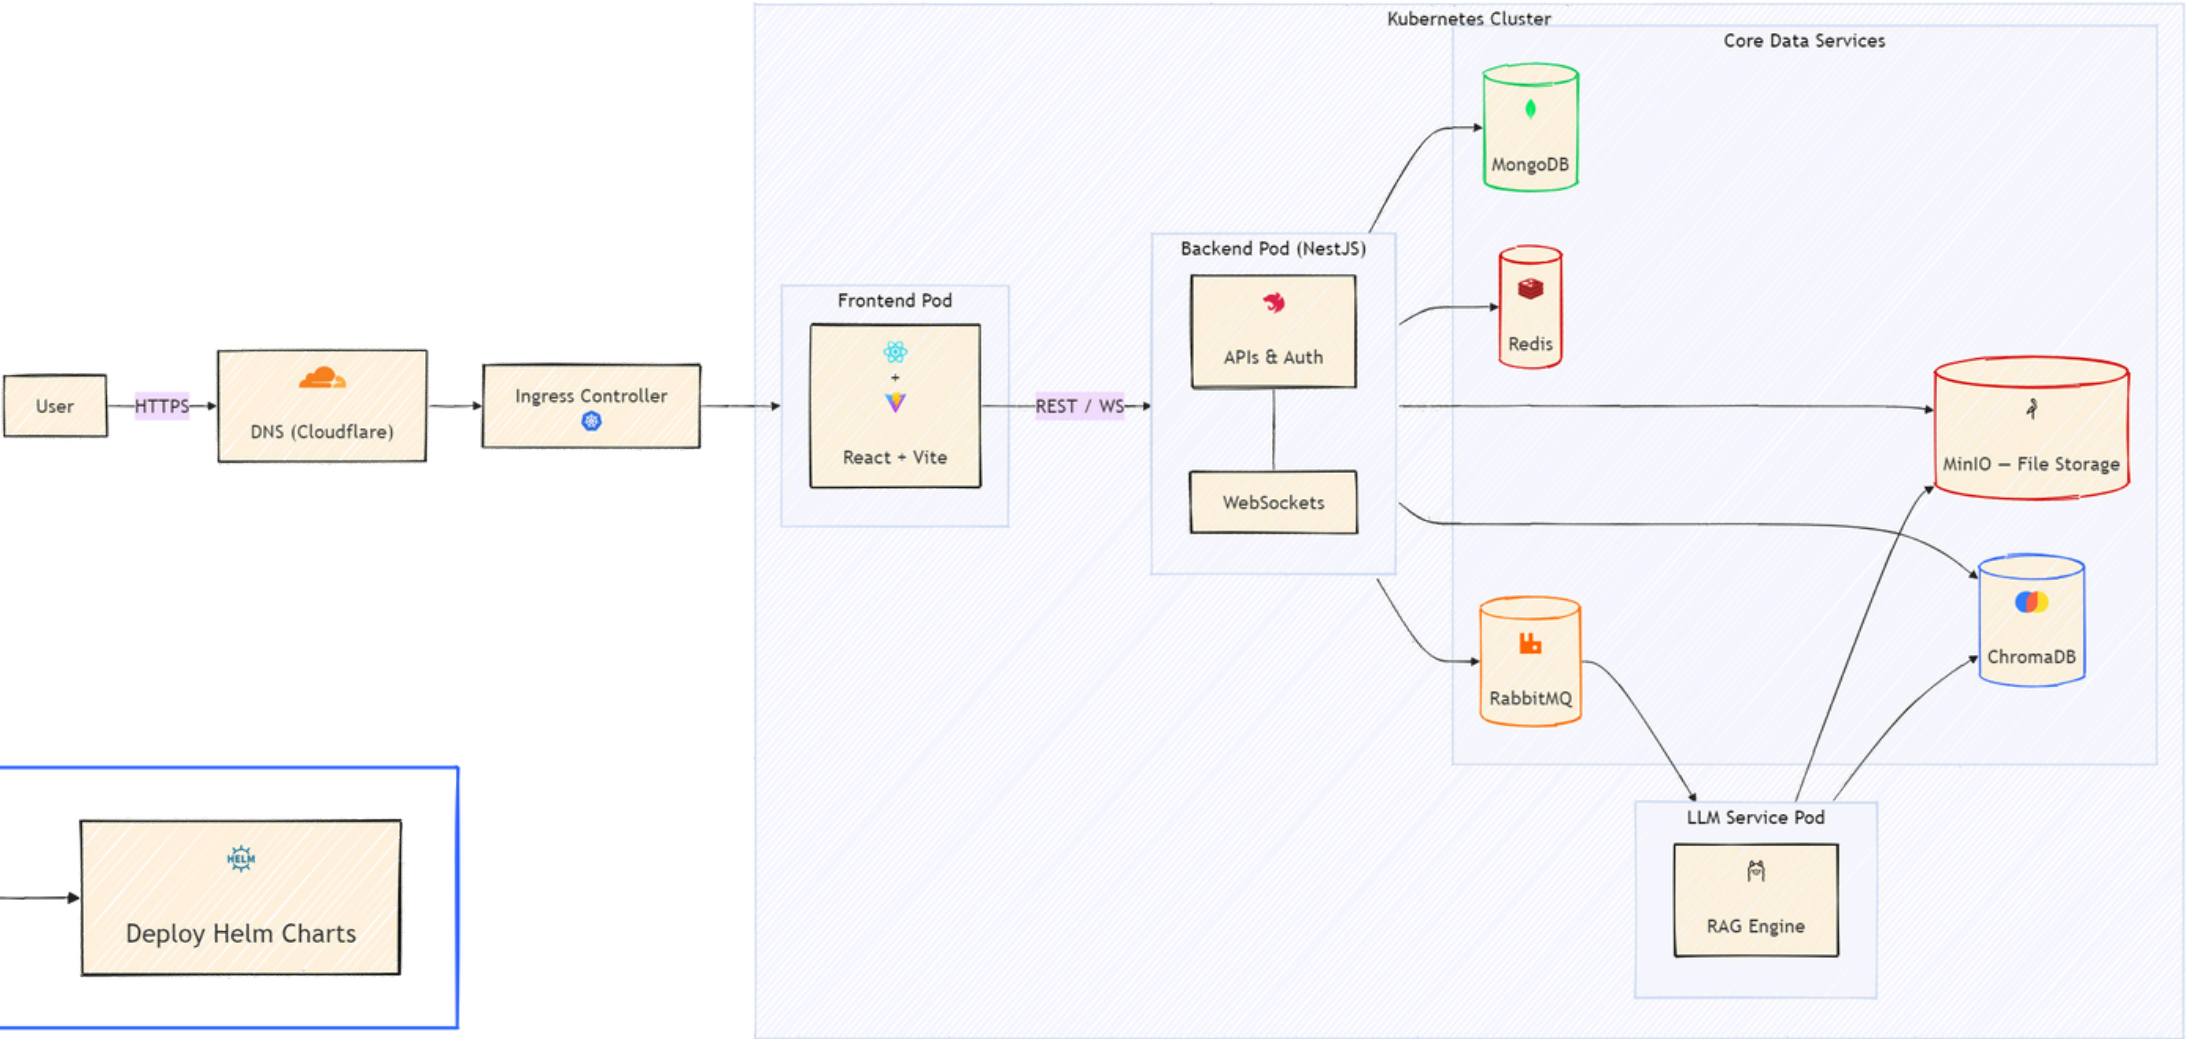 Kubernetes Cluster
Core Data Services
MongoDB
Backend Pod (NestJS)
APIs & Auth
WebSockets
Redis
Frontend Pod
+
React + Vite
User
HTTPS
DNS (Cloudflare)
Ingress Controller
REST / WS
MinIO — File Storage
ChromaDB
RabbitMQ
LLM Service Pod
RAG Engine
HELM
Deploy Helm Charts